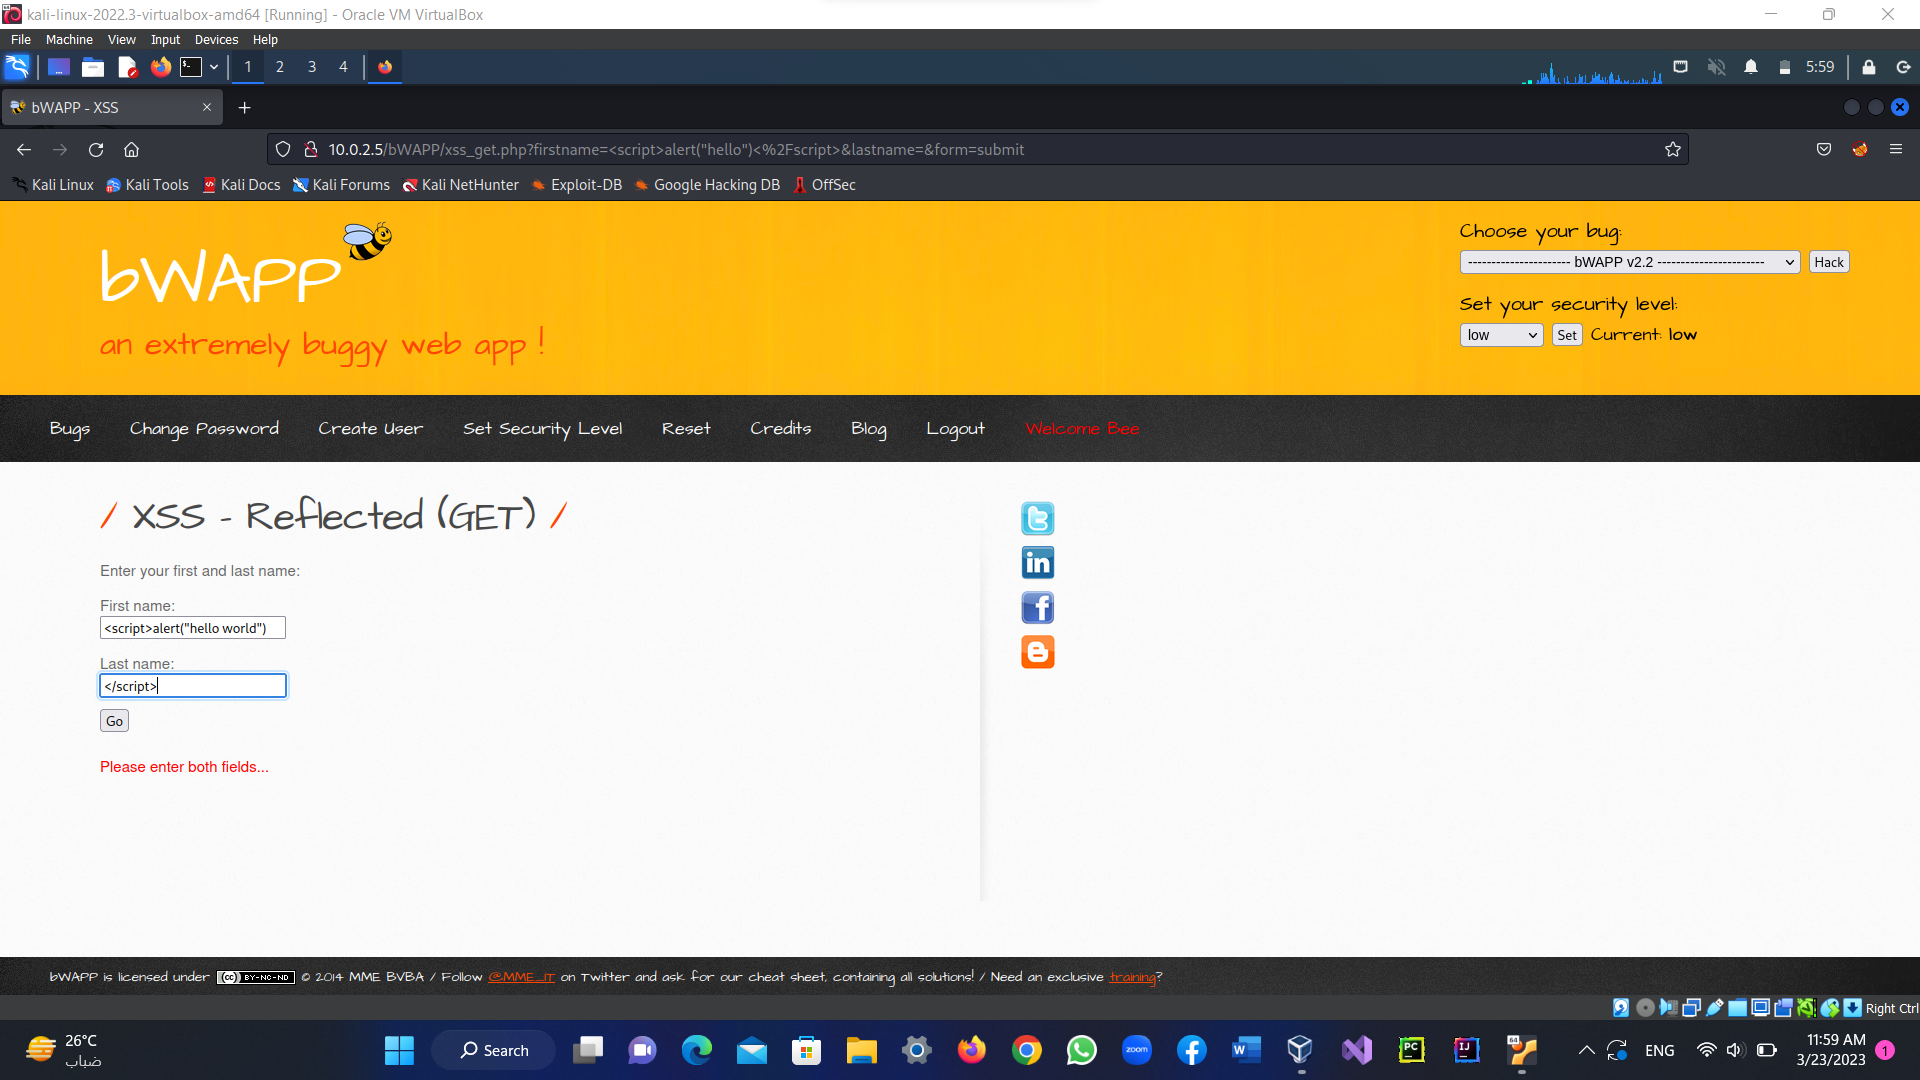 kali-linux-2022.3-virtualbox-amd64 [Running] - Oracle VM VirtualBox
File Machine View Input Devices Help
1 2 3 4 5:59
bWAPP - XSS
10.0.2.5/bWAPP/xss_get.php?firstname=<script>alert("hello")<%2Fscript>&lastname=&form=submit
Kali Linux Kali Tools Kali Docs Kali Forums Kali NetHunter Exploit-DB Google Hacking DB OffSec
bWAPP
an extremely buggy web app !
Choose your bug:
---------------------- bWAPP v2.2 ----------------------- Hack
Set your security level:
low Set Current: low
Bugs Change Password Create User Set Security Level Reset Credits Blog Logout Welcome Bee
/ XSS - Reflected (GET) /
Enter your first and last name:
First name:
<script>alert("hello world")
Last name:
</script>
Go
Please enter both fields...
bWAPP is licensed under (cc) BY-NC-ND © 2014 MME BVBA / Follow @MME_IT on Twitter and ask for our cheat sheet, containing all solutions! / Need an exclusive training?
Right Ctrl
26°C
ضباب
Search
zoom
ENG
11:59 AM
3/23/2023
1